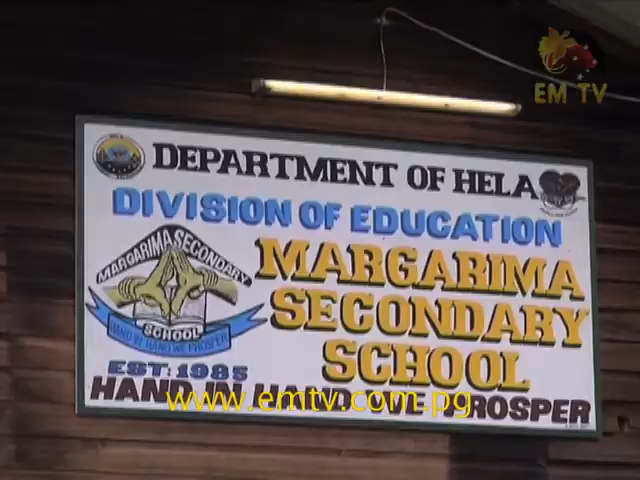 EM TV
DEPARTMENT OF HELA
DIVISION OF EDUCATION
MARGARIMA SECONDARY
SCHOOL
HAND IN HAND WE PROSPER
MARGARIMA
SECONDARY
SCHOOL
EST: 1985
HAND IN HAND WE PROSPER
www.emtv.com.pg